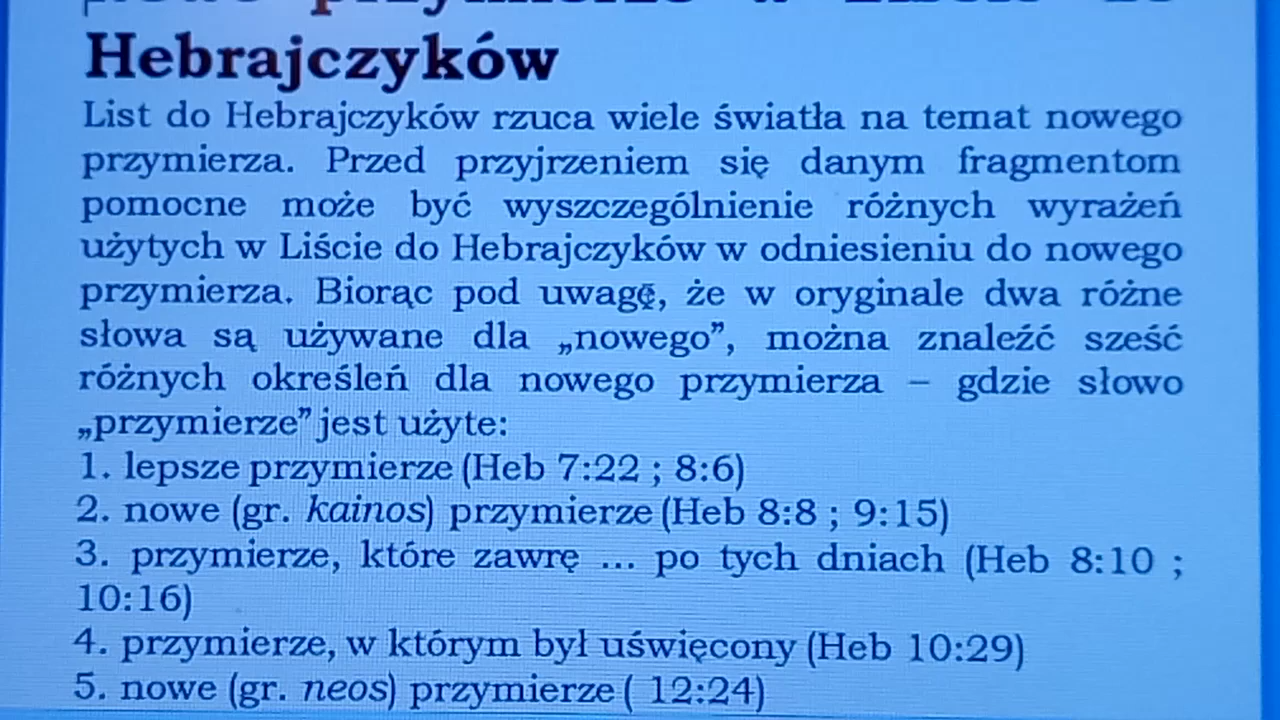 Hebrajczyków
List do Hebrajczyków rzuca wiele światła na temat nowego
przymierza. Przed przyjrzeniem się danym fragmentom
pomocne może być wyszczególnienie różnych wyrażeń
użytych w Liście do Hebrajczyków w odniesieniu do nowego
przymierza. Biorąc pod uwagę, że w oryginale dwa różne
słowa są używane dla „nowego”, można znaleźć sześć
różnych określeń dla nowego przymierza – gdzie słowo
„przymierze” jest użyte:
1. lepsze przymierze (Heb 7:22 ; 8:6)
2. nowe (gr. kainos) przymierze (Heb 8:8 ; 9:15)
3. przymierze, które zawrę ... po tych dniach (Heb 8:10 ;
10:16)
4. przymierze, w którym był uświęcony (Heb 10:29)
5. nowe (gr. neos) przymierze ( 12:24)